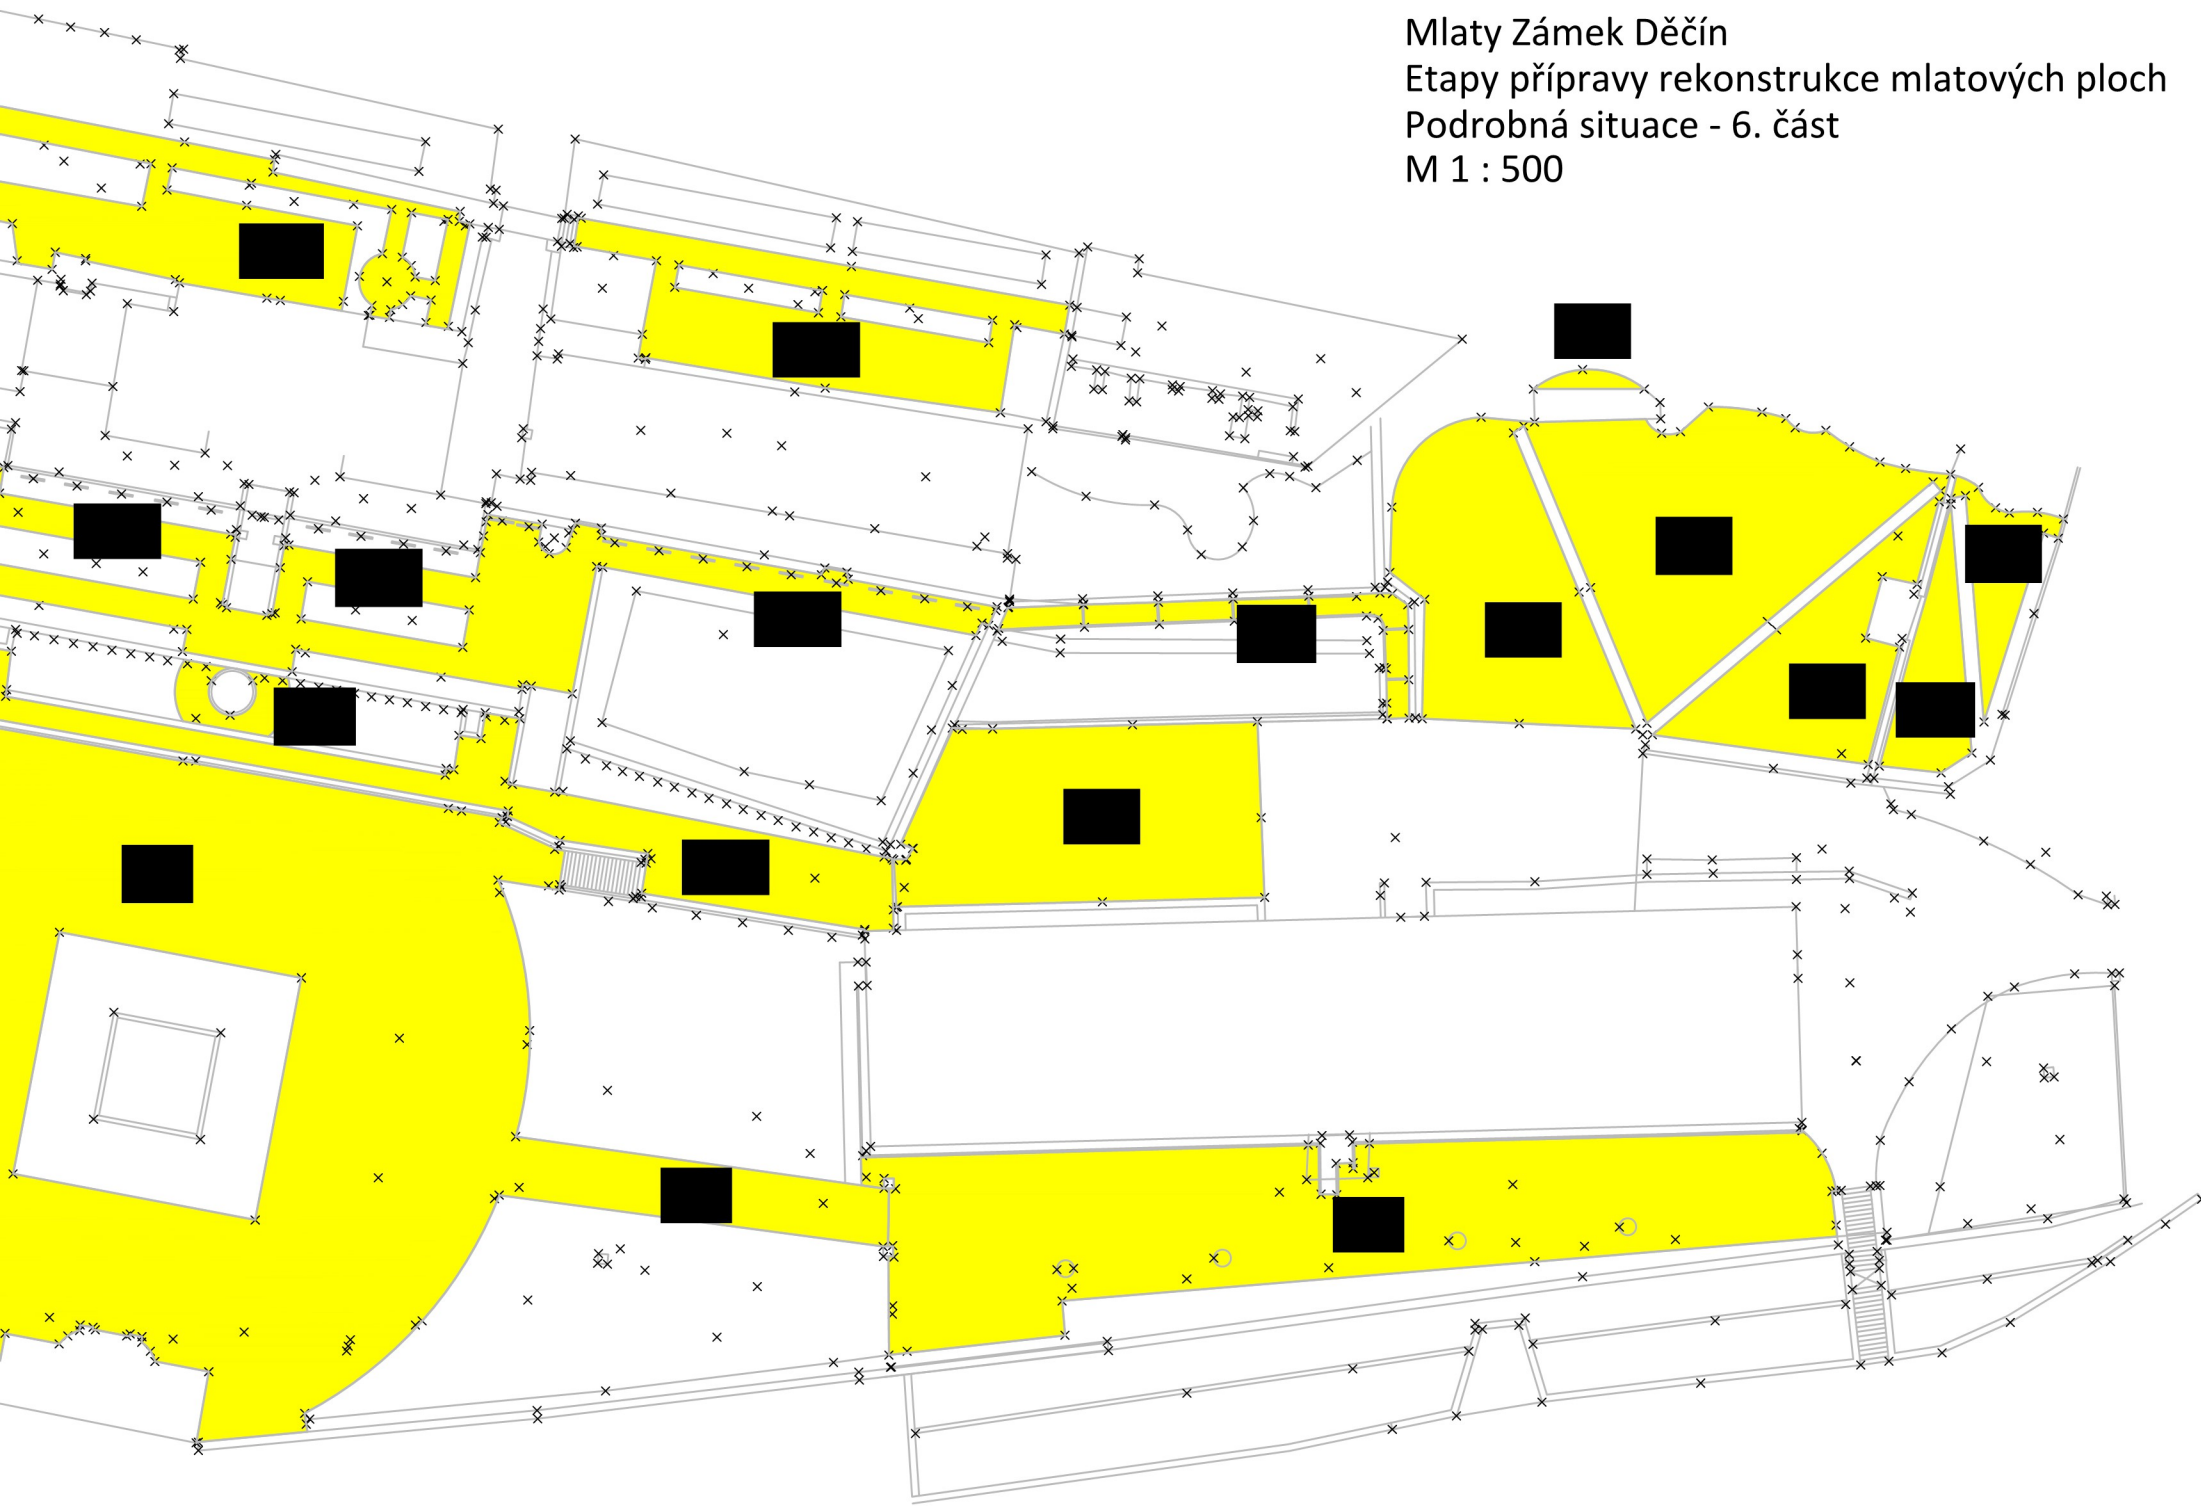 Mlaty Zámek Děčín
Etapy přípravy rekonstrukce mlatových ploch
Podrobná situace - 6. část
M 1 : 500